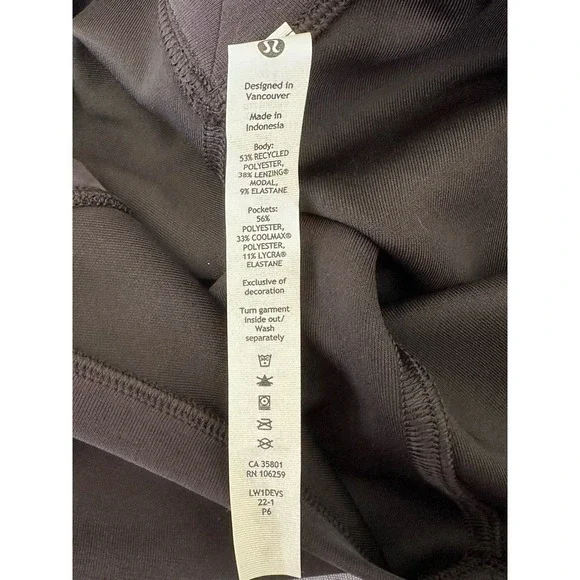 Designed in
Vancouver
Made in
Indonesia
Body:
53% RECYCLED
POLYESTER,
38% LENZING®
MODAL,
9% ELASTANE
Pockets:
56%
POLYESTER,
33% COOLMAX®
POLYESTER,
11% LYCRA®
ELASTANE
Exclusive of
decoration
Turn garment
inside out/
Wash
separately
CA 35801
RN 106259
LW1DEVS
22-1
P6